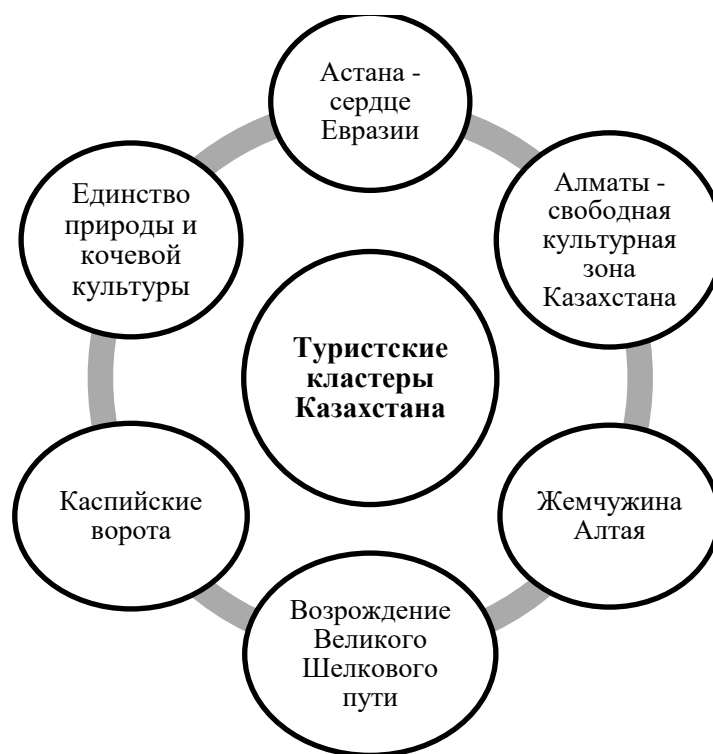 Астана -
сердце
Евразии
Алматы -
свободная
культурная
зона
Казахстана
Жемчужина
Алтая
Возрождение
Великого
Шелкового
пути
Каспийские
ворота
Единство
природы и
кочевой
культуры
Туристские
кластеры
Казахстана